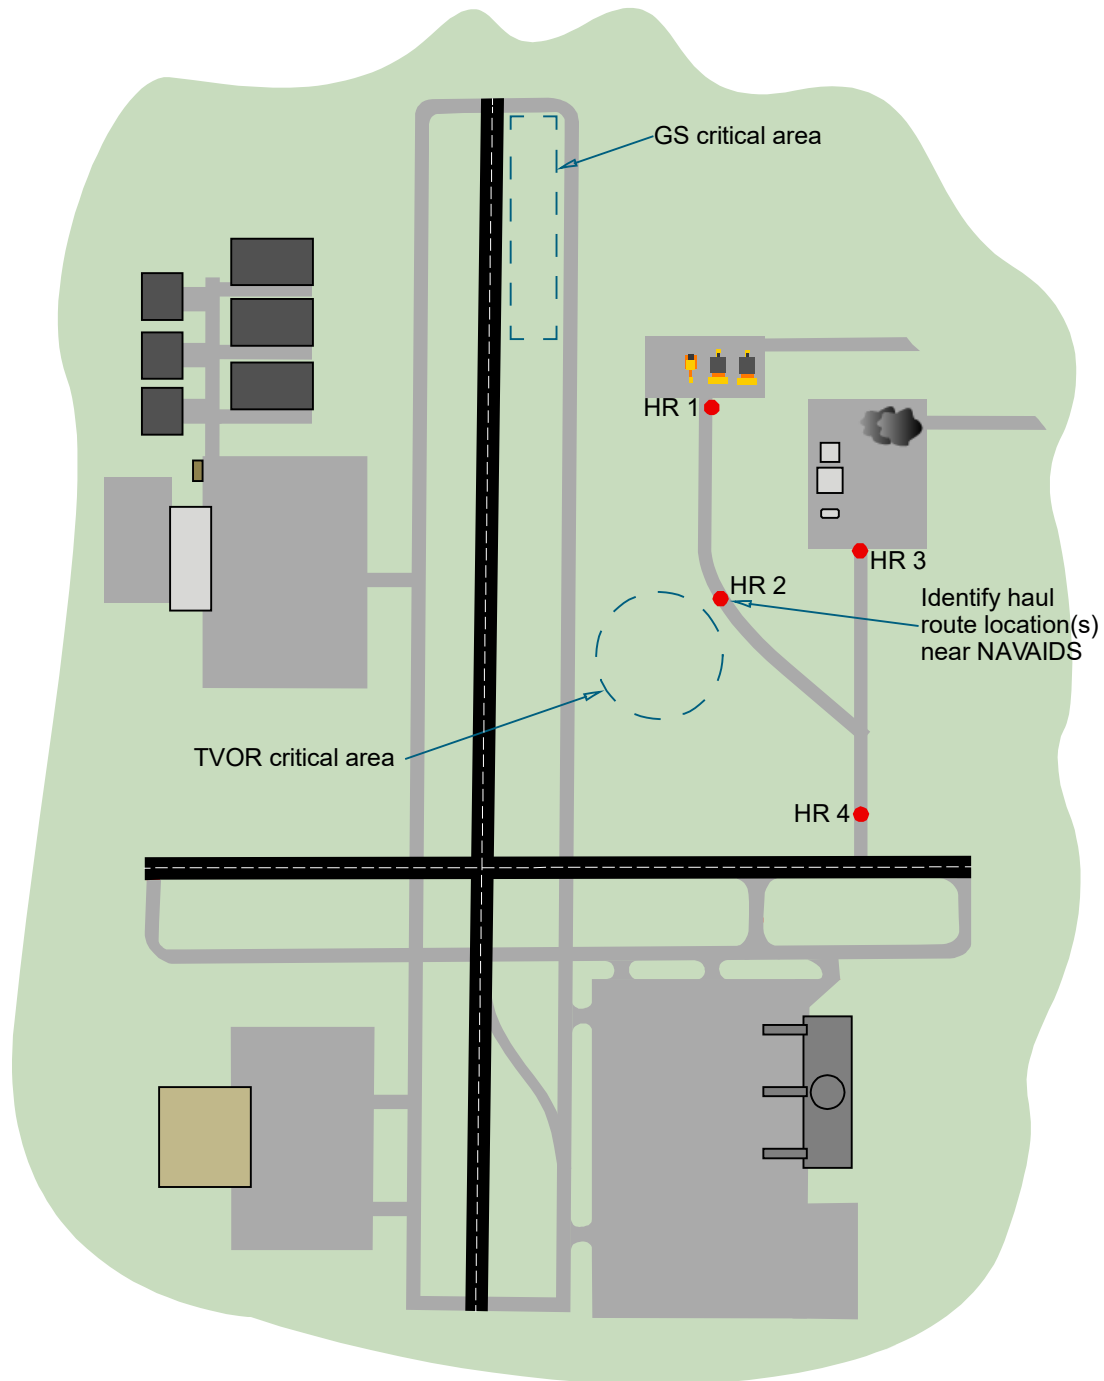 GS critical area
HR 1
HR 3
HR 2
Identify haul
route location(s)
near NAVAIDS
TVOR critical area
HR 4